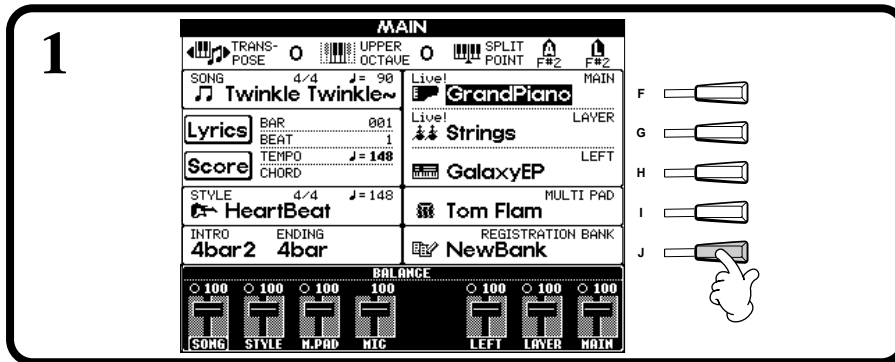 1
MAIN
TRANS-POSE 0 UPPER OCTAVE 0 SPLIT POINT A F#2 L F#2
SONG 4/4 ♩= 90
Twinkle Twinkle~
Lyrics BAR 001
BEAT 1
Score TEMPO ♩=148
CHORD
STYLE 4/4 ♩=148
HeartBeat
INTRO ENDING
4bar2 4bar
Live! MAIN
GrandPiano
Live! LAYER
Strings
LEFT
GalaxyEP
MULTI PAD
Tom Flam
REGISTRATION BANK
NewBank
F
G
H
I
J
BALANCE
100 100 100 100 100 100 100
SONG STYLE M.PAD MIC LEFT LAYER MAIN